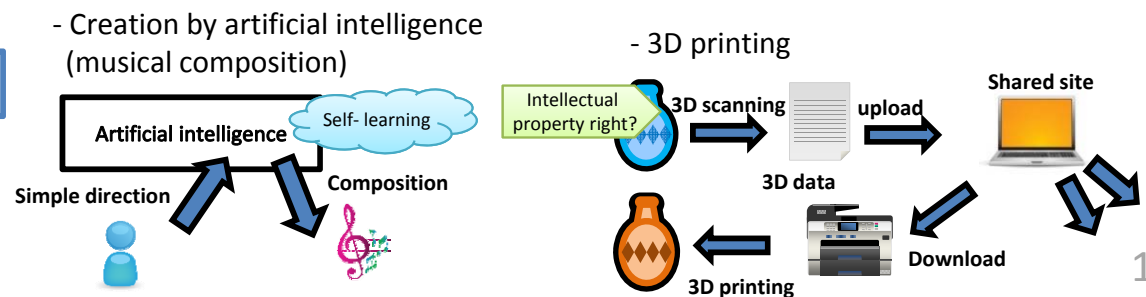 - Creation by artificial intelligence
(musical composition)
Artificial intelligence
Self- learning
Simple direction
Composition
- 3D printing
Intellectual
property right?
3D scanning
upload
Shared site
3D data
Download
3D printing
1